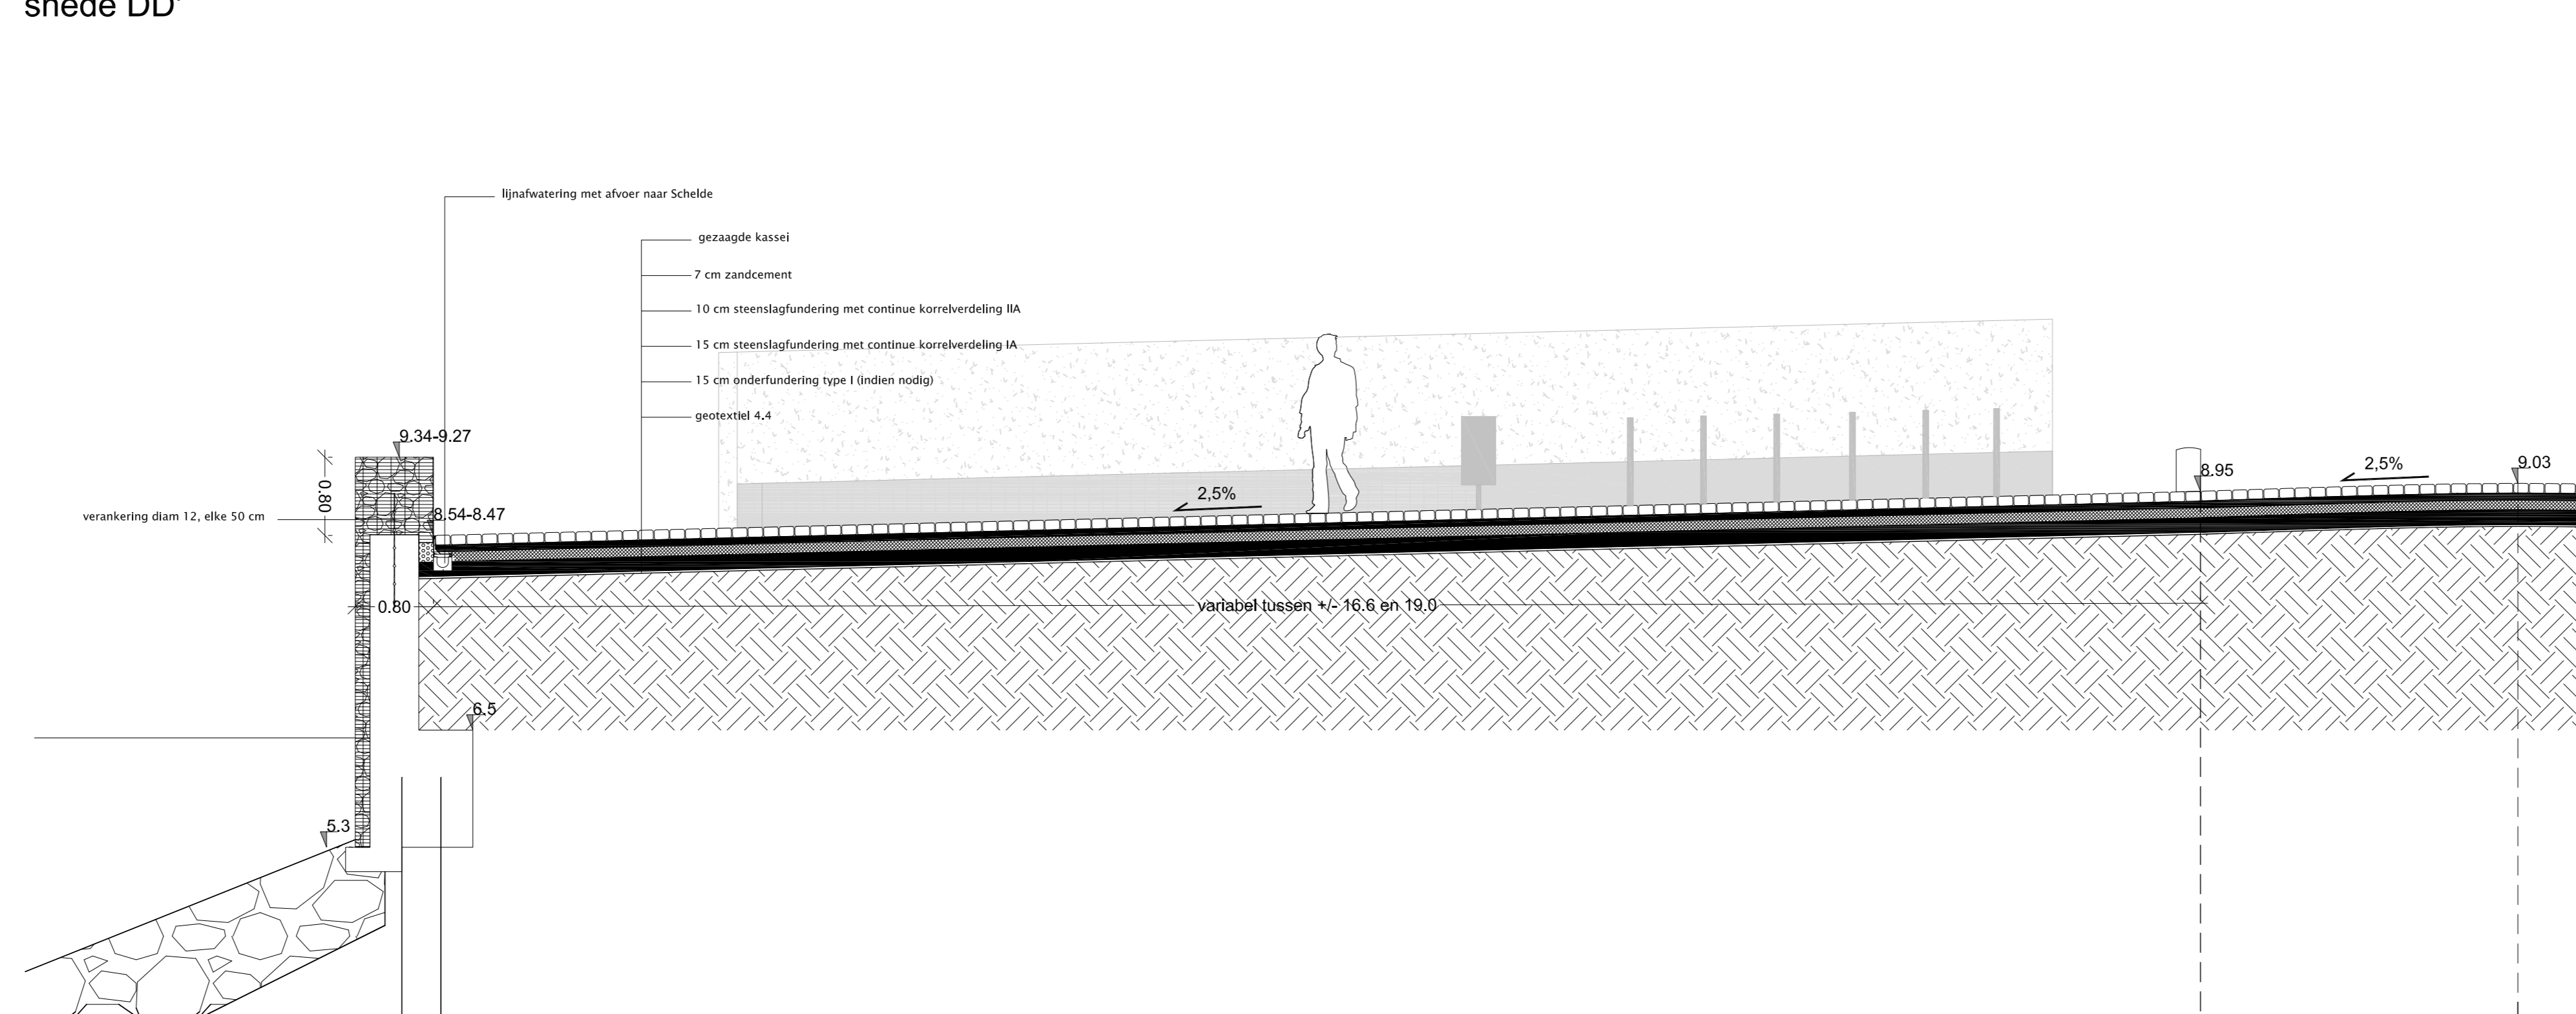 snede DD'
lijnafwatering met afvoer naar Schelde
gezaagde kassei
7 cm zandcement
10 cm steenslagfundering met continue korrelverdeling IIA
15 cm steenslagfundering met continue korrelverdeling IA
15 cm onderfundering type I (indien nodig)
geotextiel 4.4
9.34-9.27
0.80
verankering diam 12, elke 50 cm
8.54-8.47
2,5%
8.95
2,5%
9.03
0.80
variabel tussen +/- 16.6 en 19.0
6.5
5.3